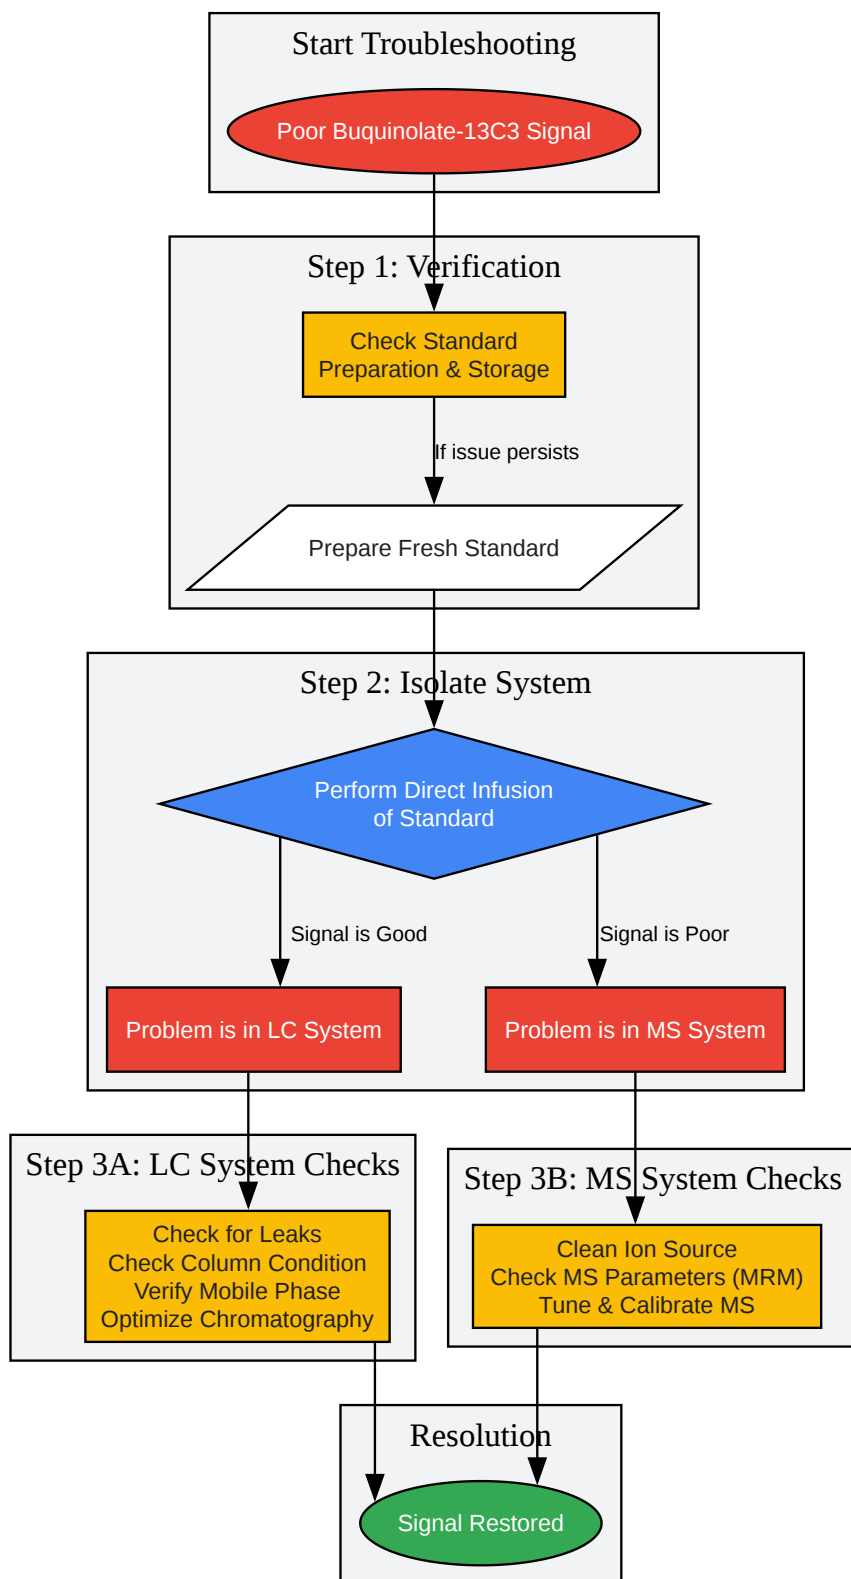 Start Troubleshooting
Poor Buquinolate-13C3 Signal
Step 1: Verification
Check Standard
Preparation & Storage
If issue persists
Prepare Fresh Standard
Step 2: Isolate System
Perform Direct Infusion
of Standard
Signal is Good
Signal is Poor
Problem is in LC System
Problem is in MS System
Step 3A: LC System Checks
Check for Leaks
Check Column Condition
Verify Mobile Phase
Optimize Chromatography
Step 3B: MS System Checks
Clean Ion Source
Check MS Parameters (MRM)
Tune & Calibrate MS
Resolution
Signal Restored